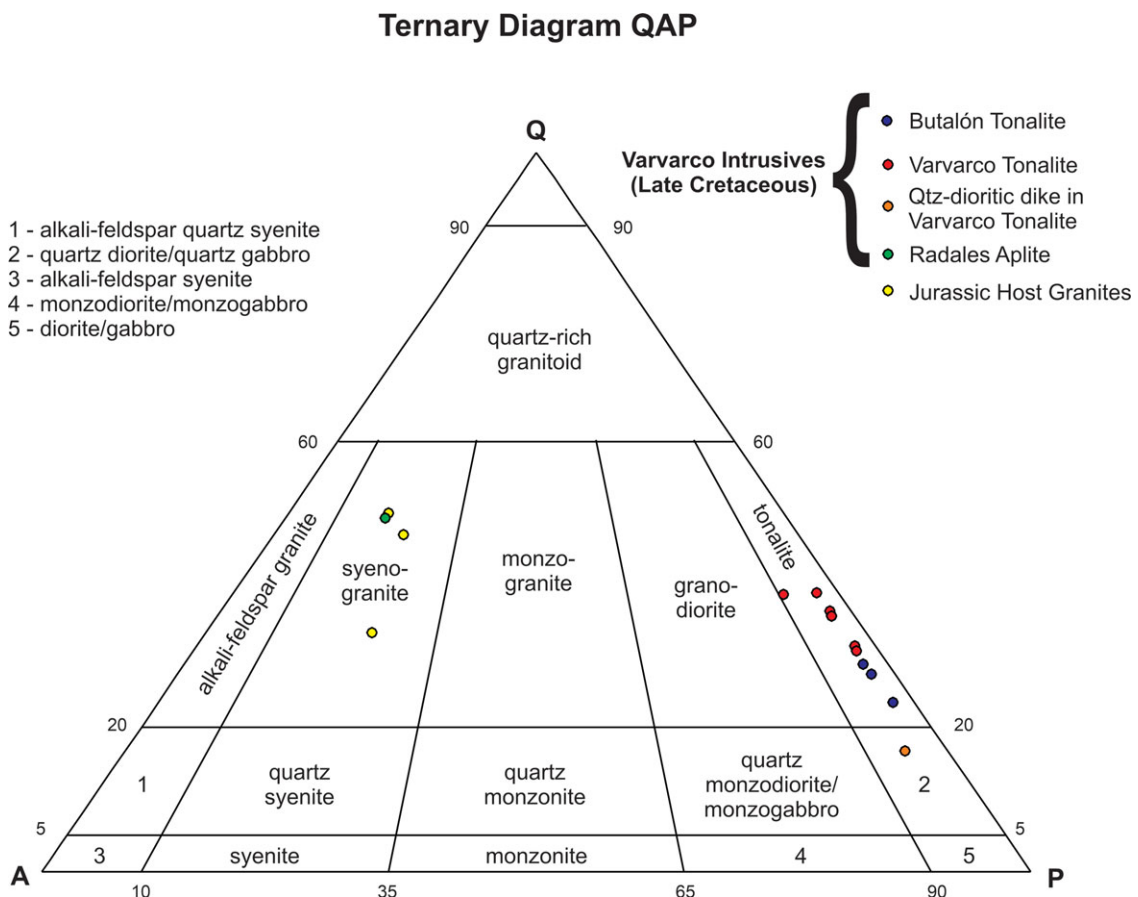 Ternary Diagram QAP
Q
Varvarco Intrusives
(Late Cretaceous)
Butalón Tonalite
Varvarco Tonalite
Qtz-dioritic dike in
Varvarco Tonalite
Radales Aplite
Jurassic Host Granites
1 - alkali-feldspar quartz syenite
2 - quartz diorite/quartz gabbro
3 - alkali-feldspar syenite
4 - monzodiorite/monzogabbro
5 - diorite/gabbro
90
90
quartz-rich
granitoid
60
60
alkali-feldspar granite
syeno-
granite
monzo-
granite
grano-
diorite
tonalite
20
20
1
quartz
syenite
quartz
monzonite
quartz
monzodiorite/
monzogabbro
2
5
5
A
3
syenite
monzonite
4
5
P
10
35
65
90